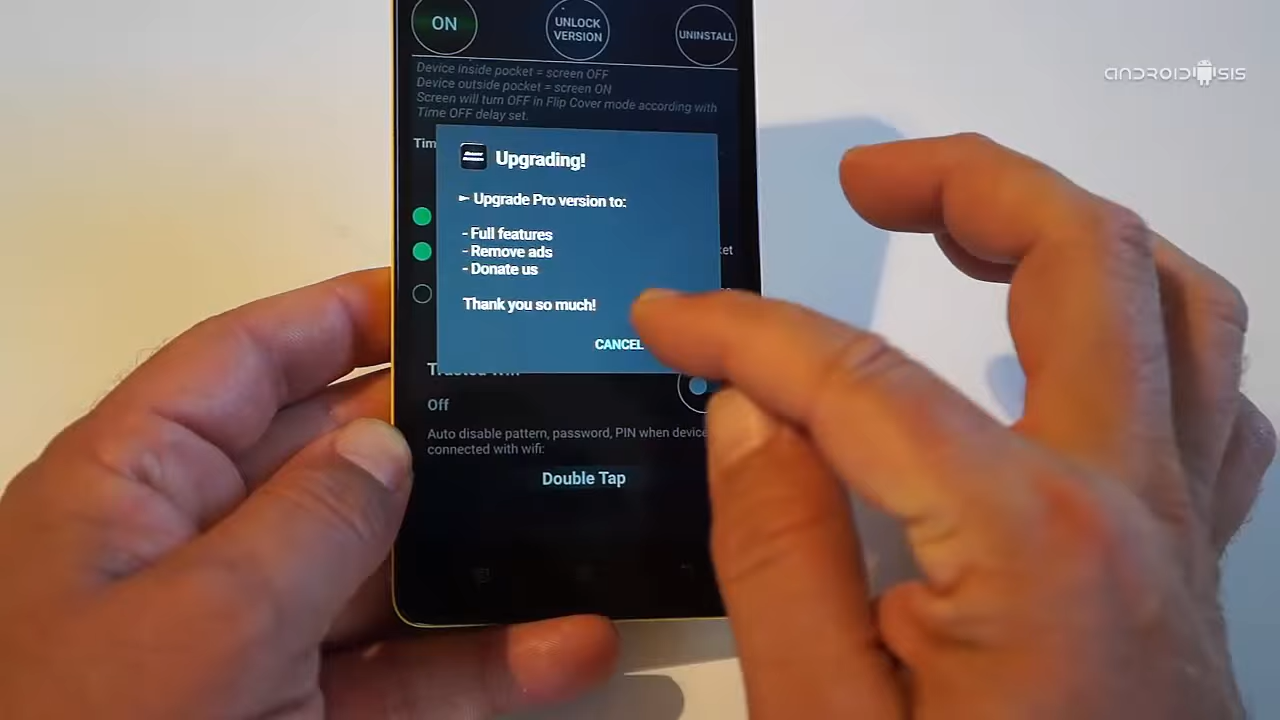 ON
UNLOCK
VERSION
UNINSTALL
ANDROIDSIS
Device inside pocket = screen OFF
Device outside pocket = screen ON
Screen will turn OFF in Flip Cover mode according with
Time OFF delay set.
Tim
Upgrading!
► Upgrade Pro version to:
- Full features
- Remove ads
- Donate us
Thank you so much!
CANCEL
Trusted Wifi
Off
Auto disable pattern, password, PIN when device
connected with wifi:
Double Tap